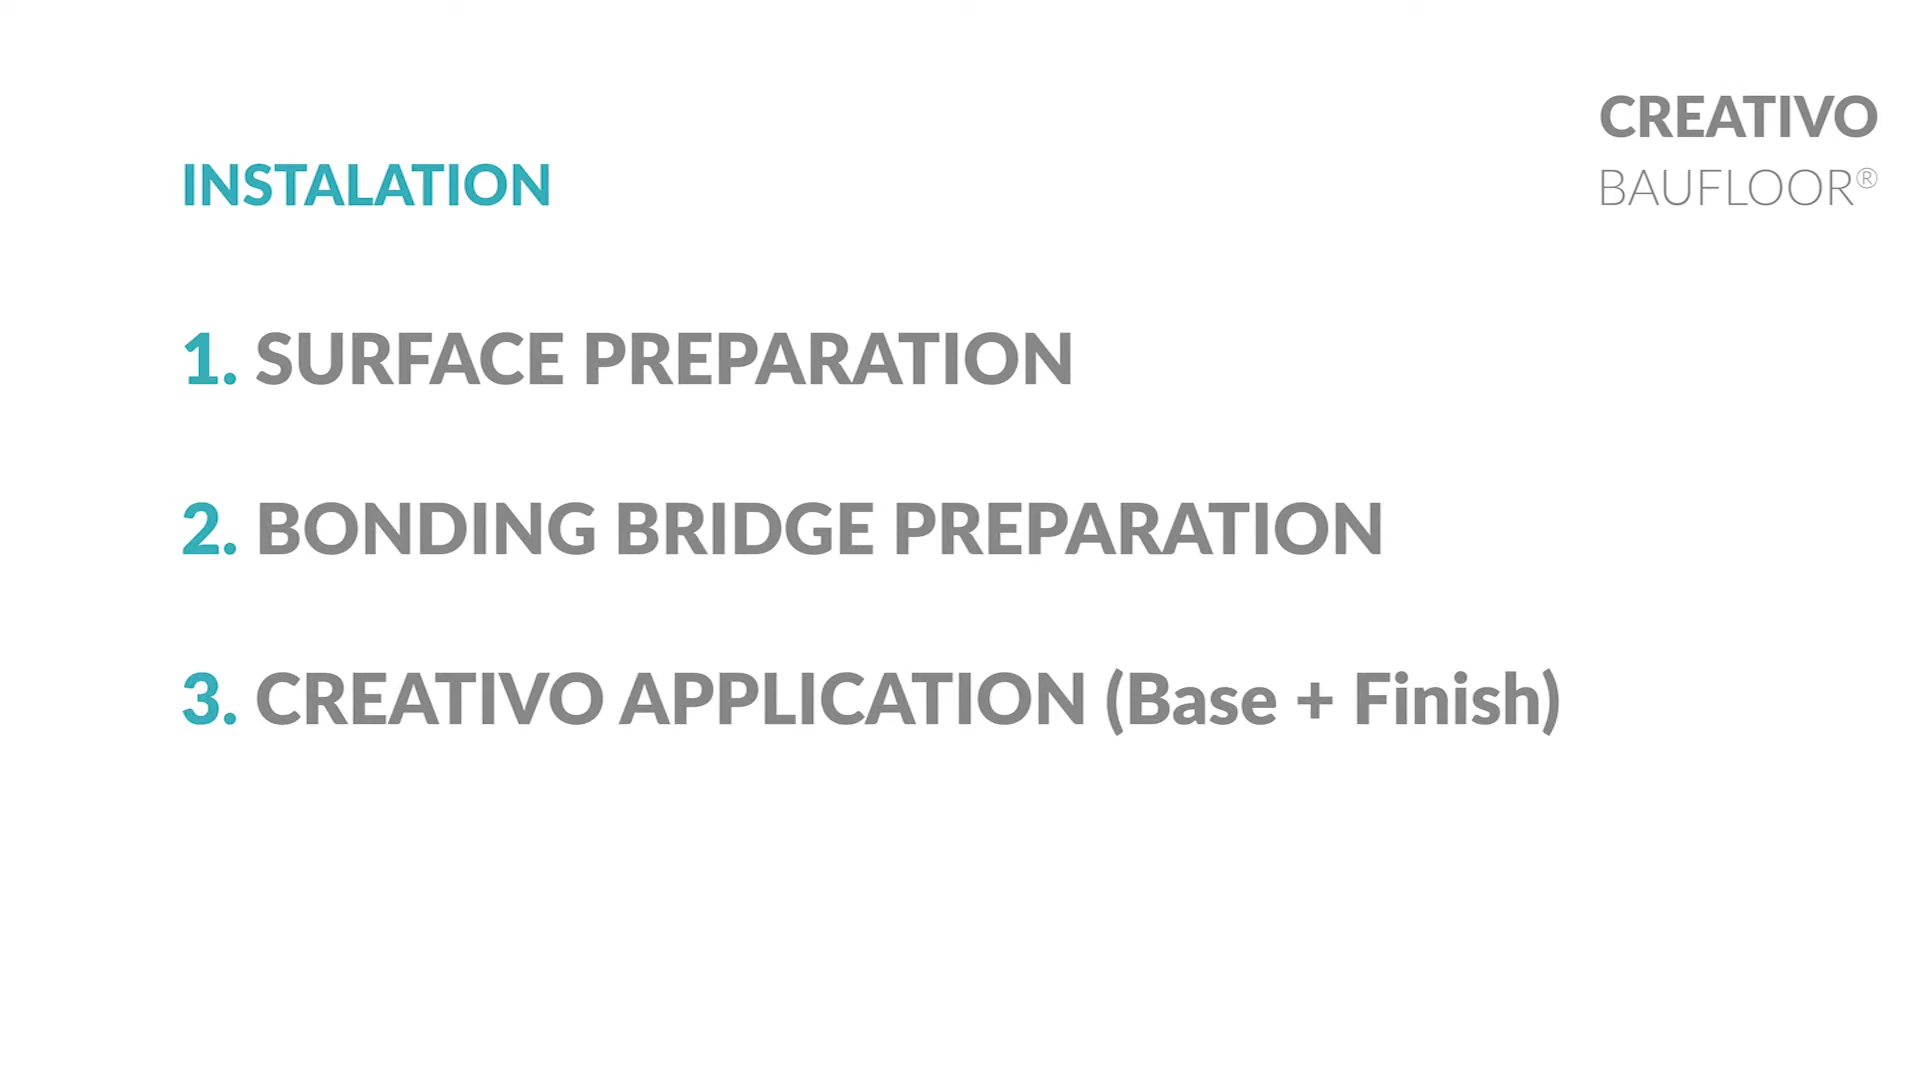 CREATIVO
BAUFLOOR®
INSTALATION
1. SURFACE PREPARATION
2. BONDING BRIDGE PREPARATION
3. CREATIVO APPLICATION (Base + Finish)